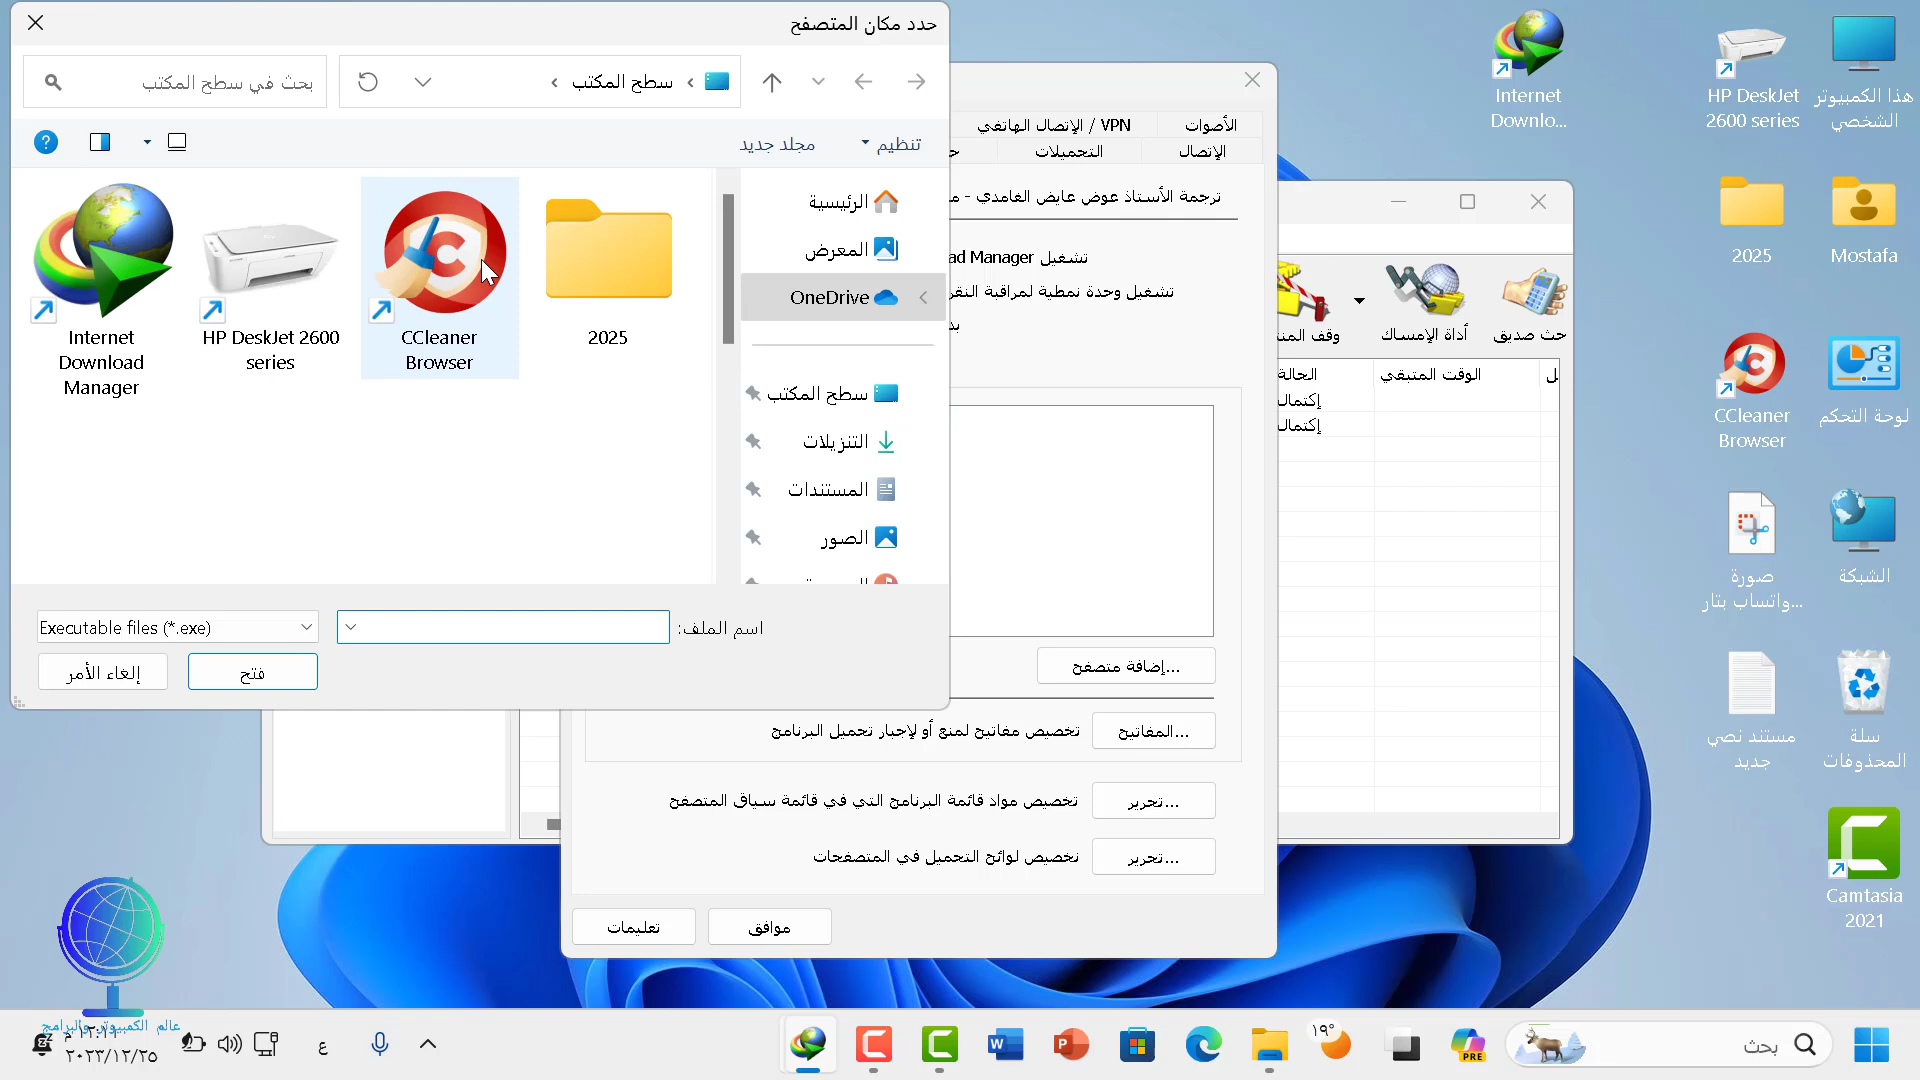 حدد مكان المتصفح
سطح المكتب
بحث في سطح المكتب
تنظيم
مجلد جديد
الرئيسية
المعرض
OneDrive
سطح المكتب
التنزيلات
المستندات
الصور
2025
CCleaner
Browser
HP DeskJet 2600
series
Internet
Download
Manager
اسم الملف:
Executable files (*.exe)
فتح
إلغاء الأمر
الأصوات
VPN / الإتصال الهاتفي
الإتصال
التحميلات
ترجمة الأستاذ عوض عايض الغامدي - م
تشغيل ad Manager
تشغيل وحدة نمطية لمراقبة النقر
إضافة متصفح...
المفاتيح...
تخصيص مفاتيح لمنع أو لإجبار تحميل البرنامج
تحرير...
تخصيص مواد قائمة البرنامج التي في قائمة سياق المتصفح
تحرير...
تخصيص لوائح التحميل في المتصفحات
موافق
تعليمات
حث صديق
أداة الإمساك
وقف المن
الوقت المتبقي
الحالة
إكتمال
إكتمال
هذا الكمبيوتر
الشخصي
HP DeskJet
2600 series
Internet
Downlo...
Mostafa
2025
لوحة التحكم
CCleaner
Browser
الشبكة
صورة
واتساب بتار...
سلة
المحذوفات
مستند نصي
جديد
Camtasia
2021
عالم الكمبيوتر والبرامج
بحث
PRE
١٩°
ع
١٢:١١ م
٢٠٢٣/١٢/٢٥